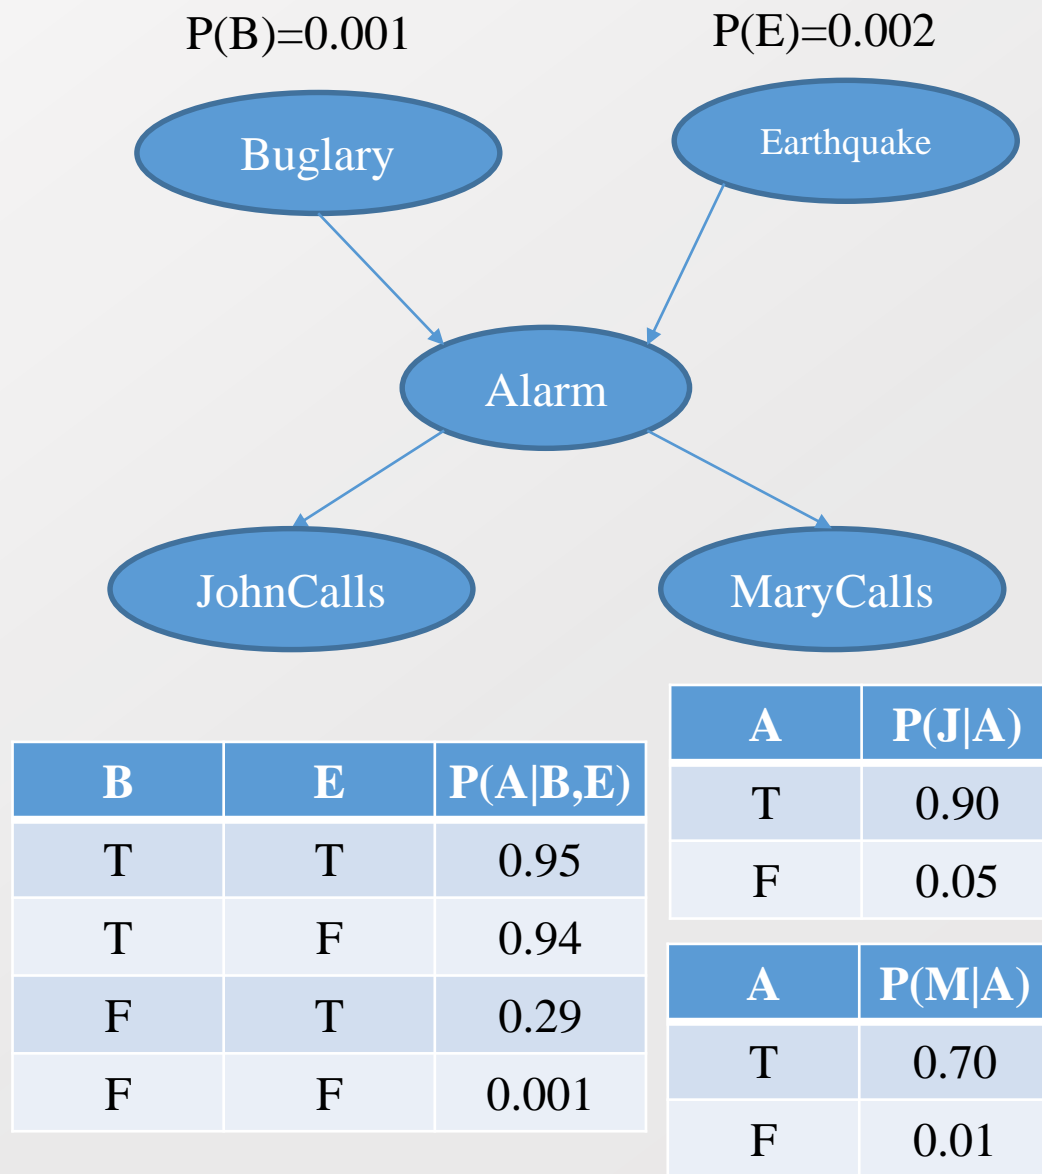 P(B)=0.001 P(E)=0.002
Buglary Earthquake
Alarm
JohnCalls MaryCalls
B E P(A|B,E)
T T 0.95
T F 0.94
F T 0.29
F F 0.001
A P(J|A)
T 0.90
F 0.05
A P(M|A)
T 0.70
F 0.01